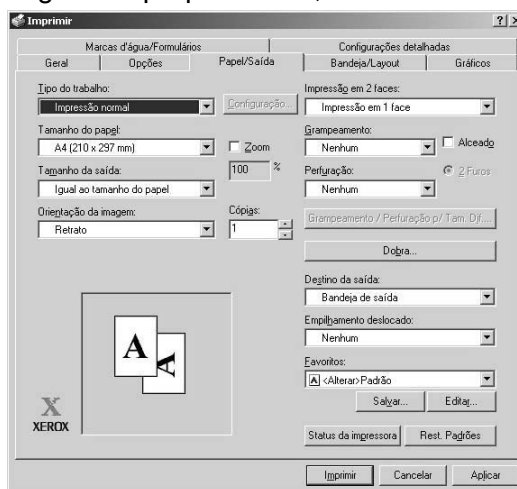 Imprimir
Marcas d'água/Formulários
Configurações detalhadas
Geral
Opções
Papel/Saída
Bandeja/Layout
Gráficos
Tipo do trabalho:
Impressão normal
Configuração...
Tamanho do papel:
A4 (210 x 297 mm)
Zoom
100 %
Tamanho da saída:
Igual ao tamanho do papel
Orientação da imagem:
Retrato
Cópias:
1
A
A
X
XEROX
Impressão em 2 faces:
Impressão em 1 face
Grampeamento:
Nenhum
Alceado
Perfuração:
Nenhum
2 Furos
Grampeamento / Perfuração p/ Tam. Dif....
Dobra...
Destino da saída:
Bandeja de saída
Empilhamento deslocado:
Nenhum
Favoritos:
A <Alterar>Padrão
Salvar...
Editar...
Status da impressora
Rest. Padrões
Imprimir
Cancelar
Aplicar